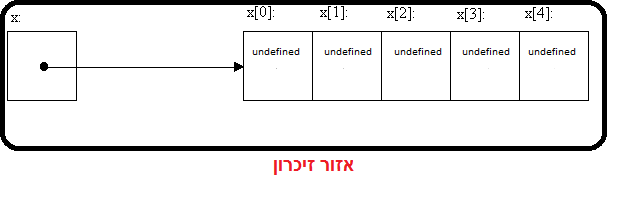 x: x[0]: x[1]: x[2]: x[3]: x[4]:
undefined undefined undefined undefined undefined
אזור זיכרון